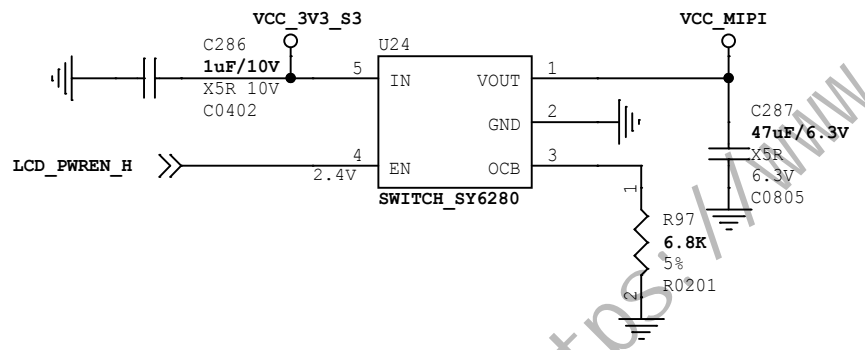 VCC_3V3_S3
VCC_MIPI
C286
1uF/10V
X5R 10V
C0402
U24
5
IN
VOUT
1
GND
2
LCD_PWREN_H
4
2.4V
EN
OCB
3
SWITCH_SY6280
C287
47uF/6.3V
X5R
6.3V
C0805
1
R97
6.8K
5%
R0201
2
tps://www